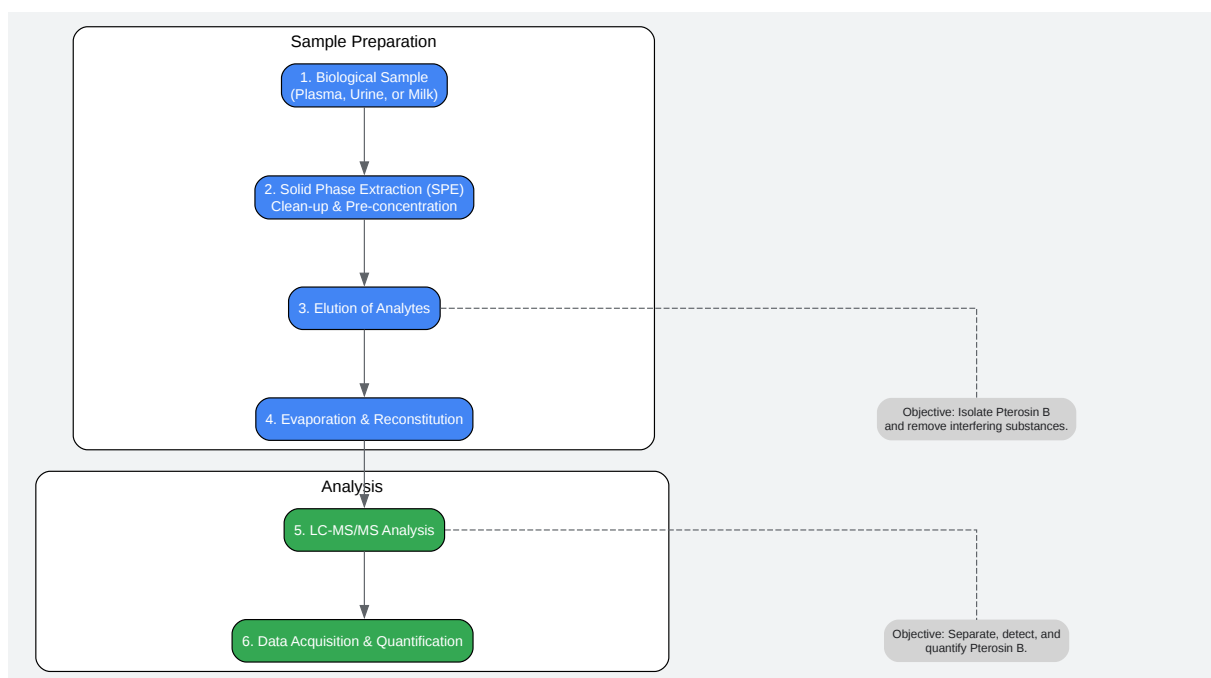 Sample Preparation
1. Biological Sample
(Plasma, Urine, or Milk)
2. Solid Phase Extraction (SPE)
Clean-up & Pre-concentration
3. Elution of Analytes
4. Evaporation & Reconstitution
Objective: Isolate Pterosin B
and remove interfering substances.
Analysis
5. LC-MS/MS Analysis
6. Data Acquisition & Quantification
Objective: Separate, detect, and
quantify Pterosin B.